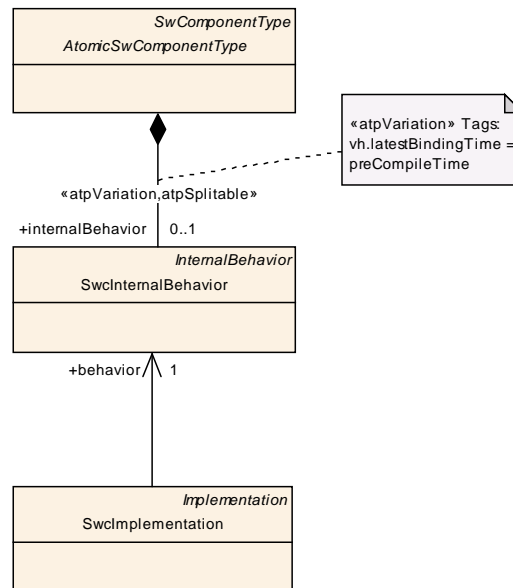 SwComponentType
AtomicSwComponentType
«atpVariation» Tags:
vh.latestBindingTime =
preCompileTime
«atpVariation,atpSplitable»
+internalBehavior 0..1
InternalBehavior
SwcInternalBehavior
+behavior 1
Implementation
SwcImplementation